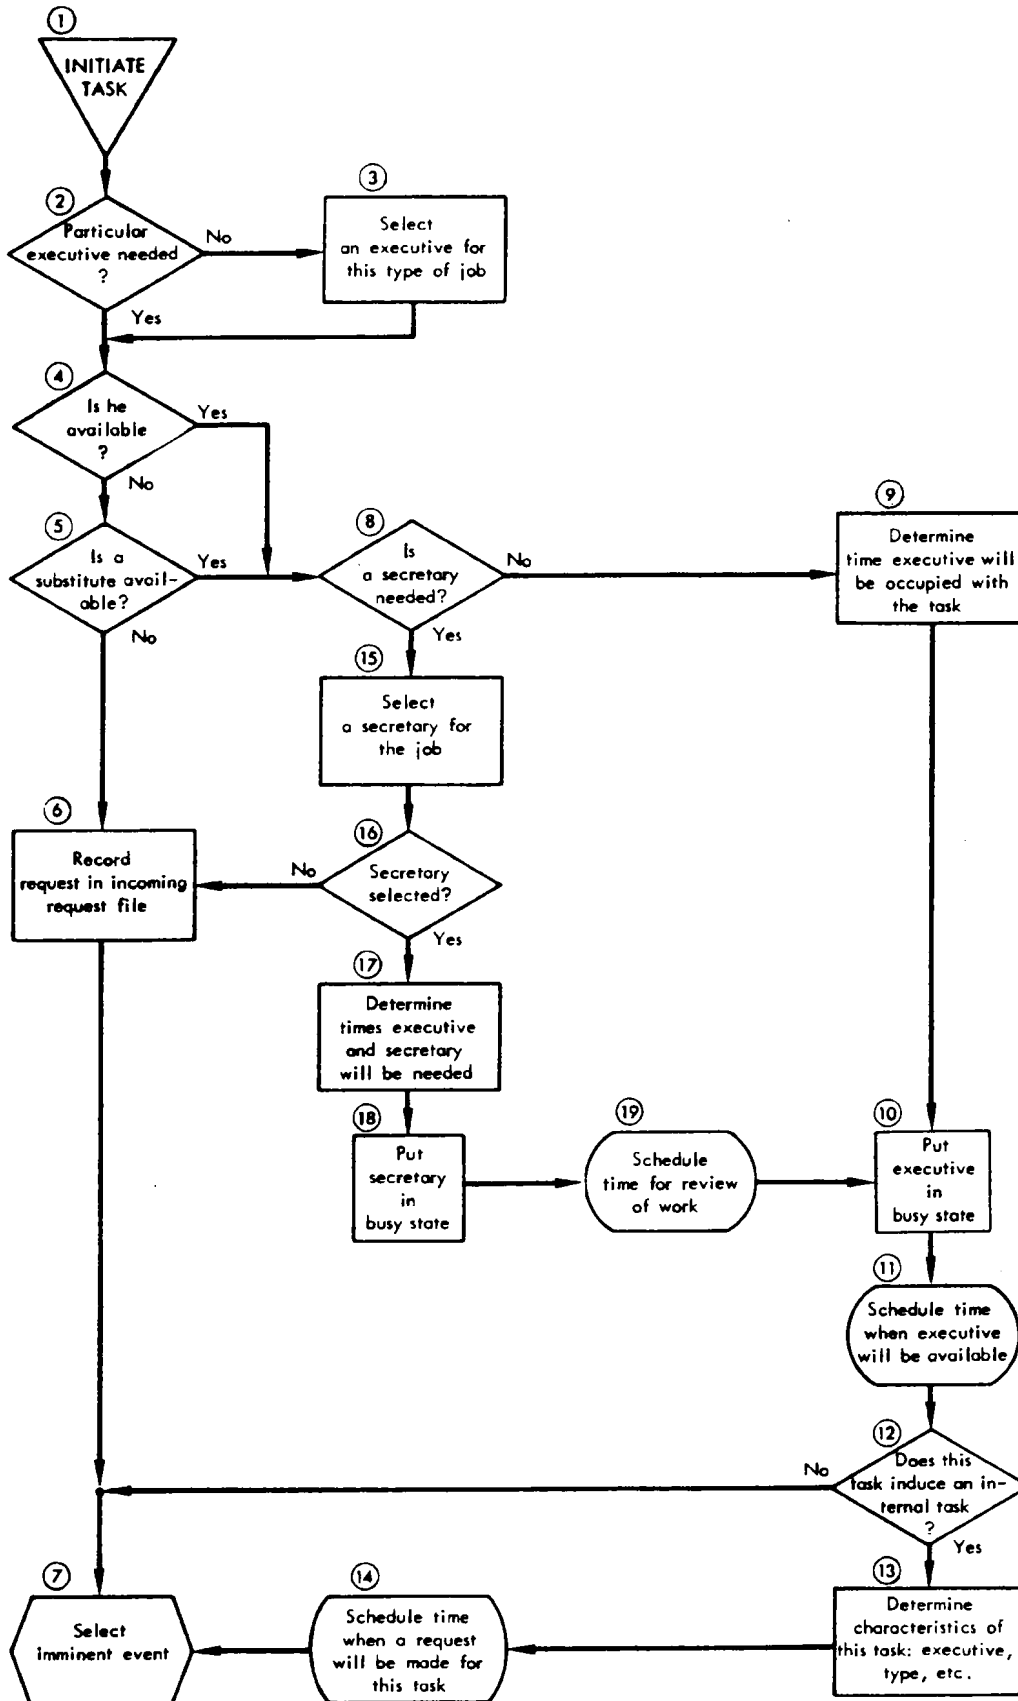 1
INITIATE
TASK
2
Particular
executive needed
?
No
Yes
3
Select
an executive for
this type of job
4
Is he
available
?
Yes
No
5
Is a
substitute avail-
able?
Yes
No
8
Is
a secretary
needed?
No
Yes
9
Determine
time executive will
be occupied with
the task
15
Select
a secretary for
the job
6
Record
request in incoming
request file
16
Secretary
selected?
No
Yes
17
Determine
times executive
and secretary
will be needed
18
Put
secretary
in
busy state
19
Schedule
time for review
of work
10
Put
executive
in
busy state
11
Schedule time
when executive
will be available
12
Does this
task induce an in-
ternal task
?
No
Yes
13
Determine
characteristics of
this task: executive,
type, etc.
14
Schedule time
when a request
will be made for
this task
7
Select
imminent event